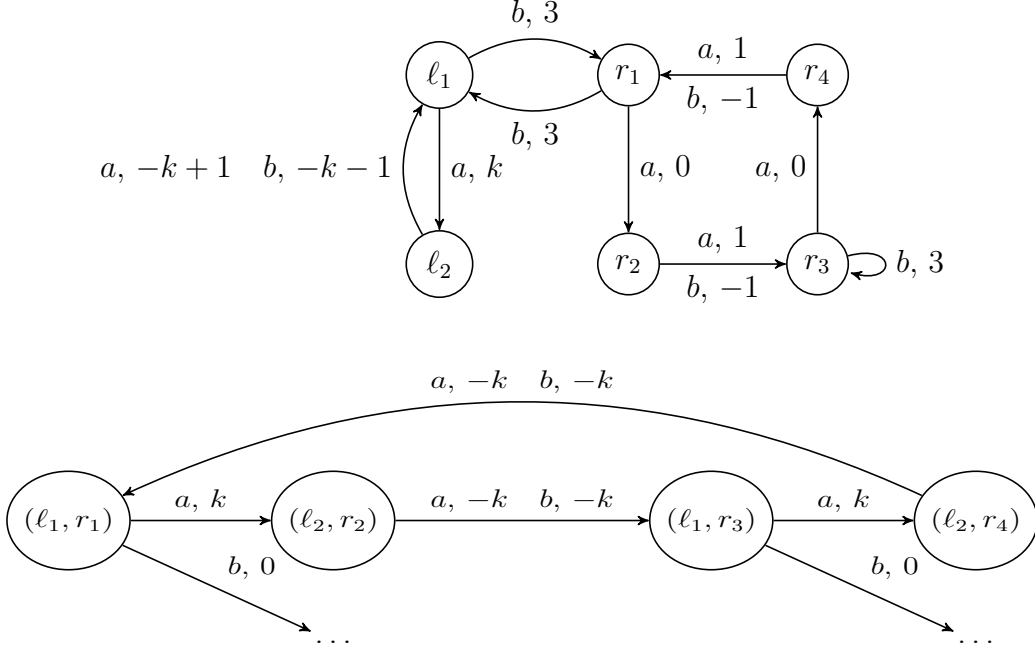 b, 3
ℓ₁ r₁ a, 1 r₄
b, 3 b, −1
a, −k + 1 b, −k − 1 a, k a, 0 a, 0
ℓ₂ r₂ a, 1 r₃ b, 3
b, −1
a, −k b, −k
(ℓ₁, r₁) a, k (ℓ₂, r₂) a, −k b, −k (ℓ₁, r₃) a, k (ℓ₂, r₄)
b, 0 b, 0
... ...